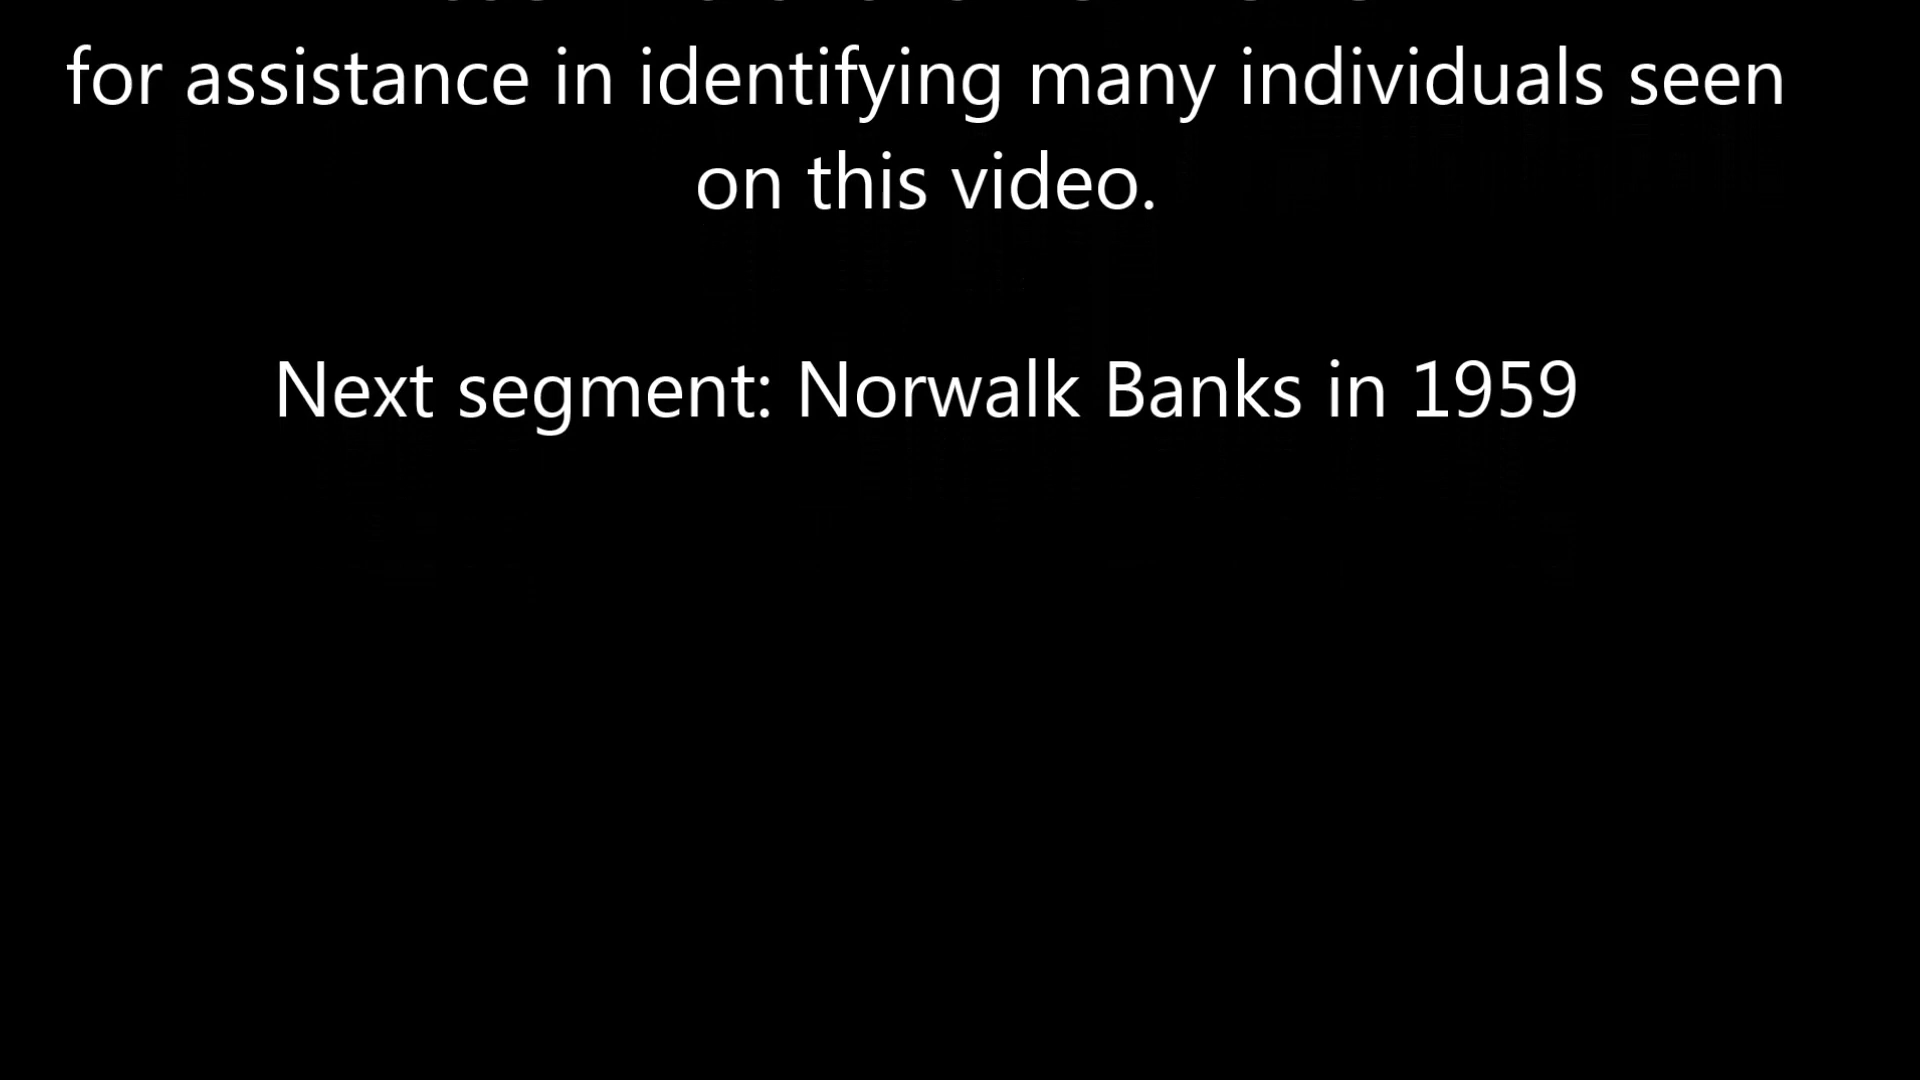 for assistance in identifying many individuals seen
on this video.
Next segment: Norwalk Banks in 1959